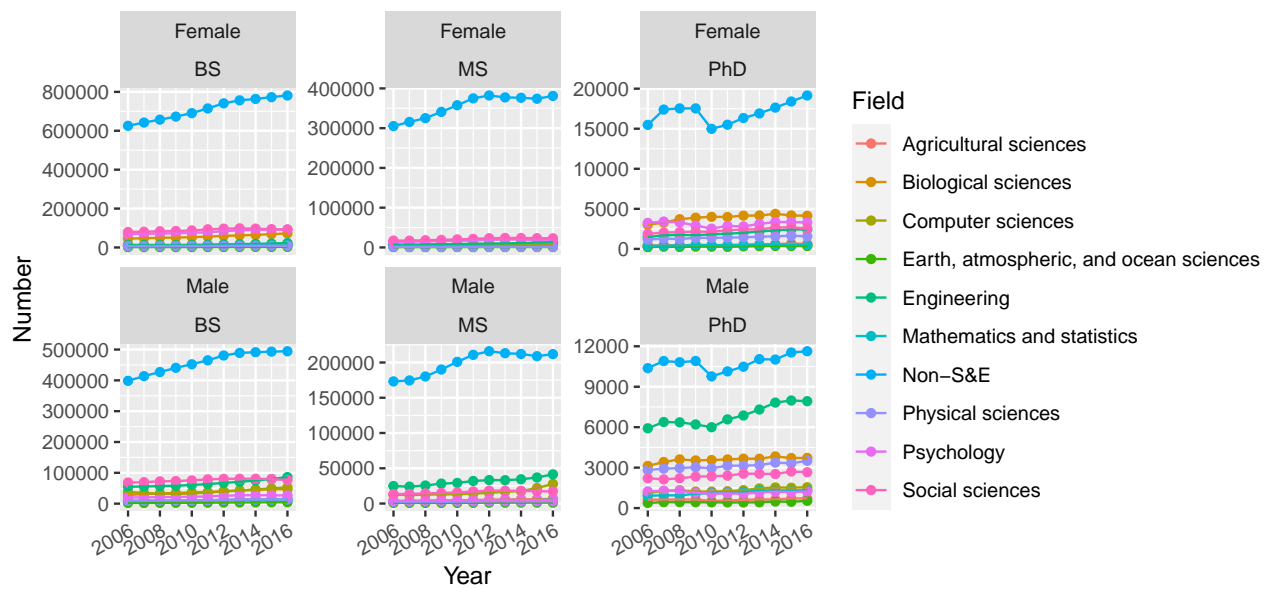 Female
BS
Female
MS
Female
PhD
800000
600000
400000
200000
0
400000
300000
200000
100000
0
20000
15000
10000
5000
0
Male
BS
Male
MS
Male
PhD
500000
400000
300000
200000
100000
0
200000
150000
100000
50000
0
12000
9000
6000
3000
0
2006 2008 2010 2012 2014 2016
2006 2008 2010 2012 2014 2016
2006 2008 2010 2012 2014 2016
Number
Year
Field
Agricultural sciences
Biological sciences
Computer sciences
Earth, atmospheric, and ocean sciences
Engineering
Mathematics and statistics
Non−S&E
Physical sciences
Psychology
Social sciences